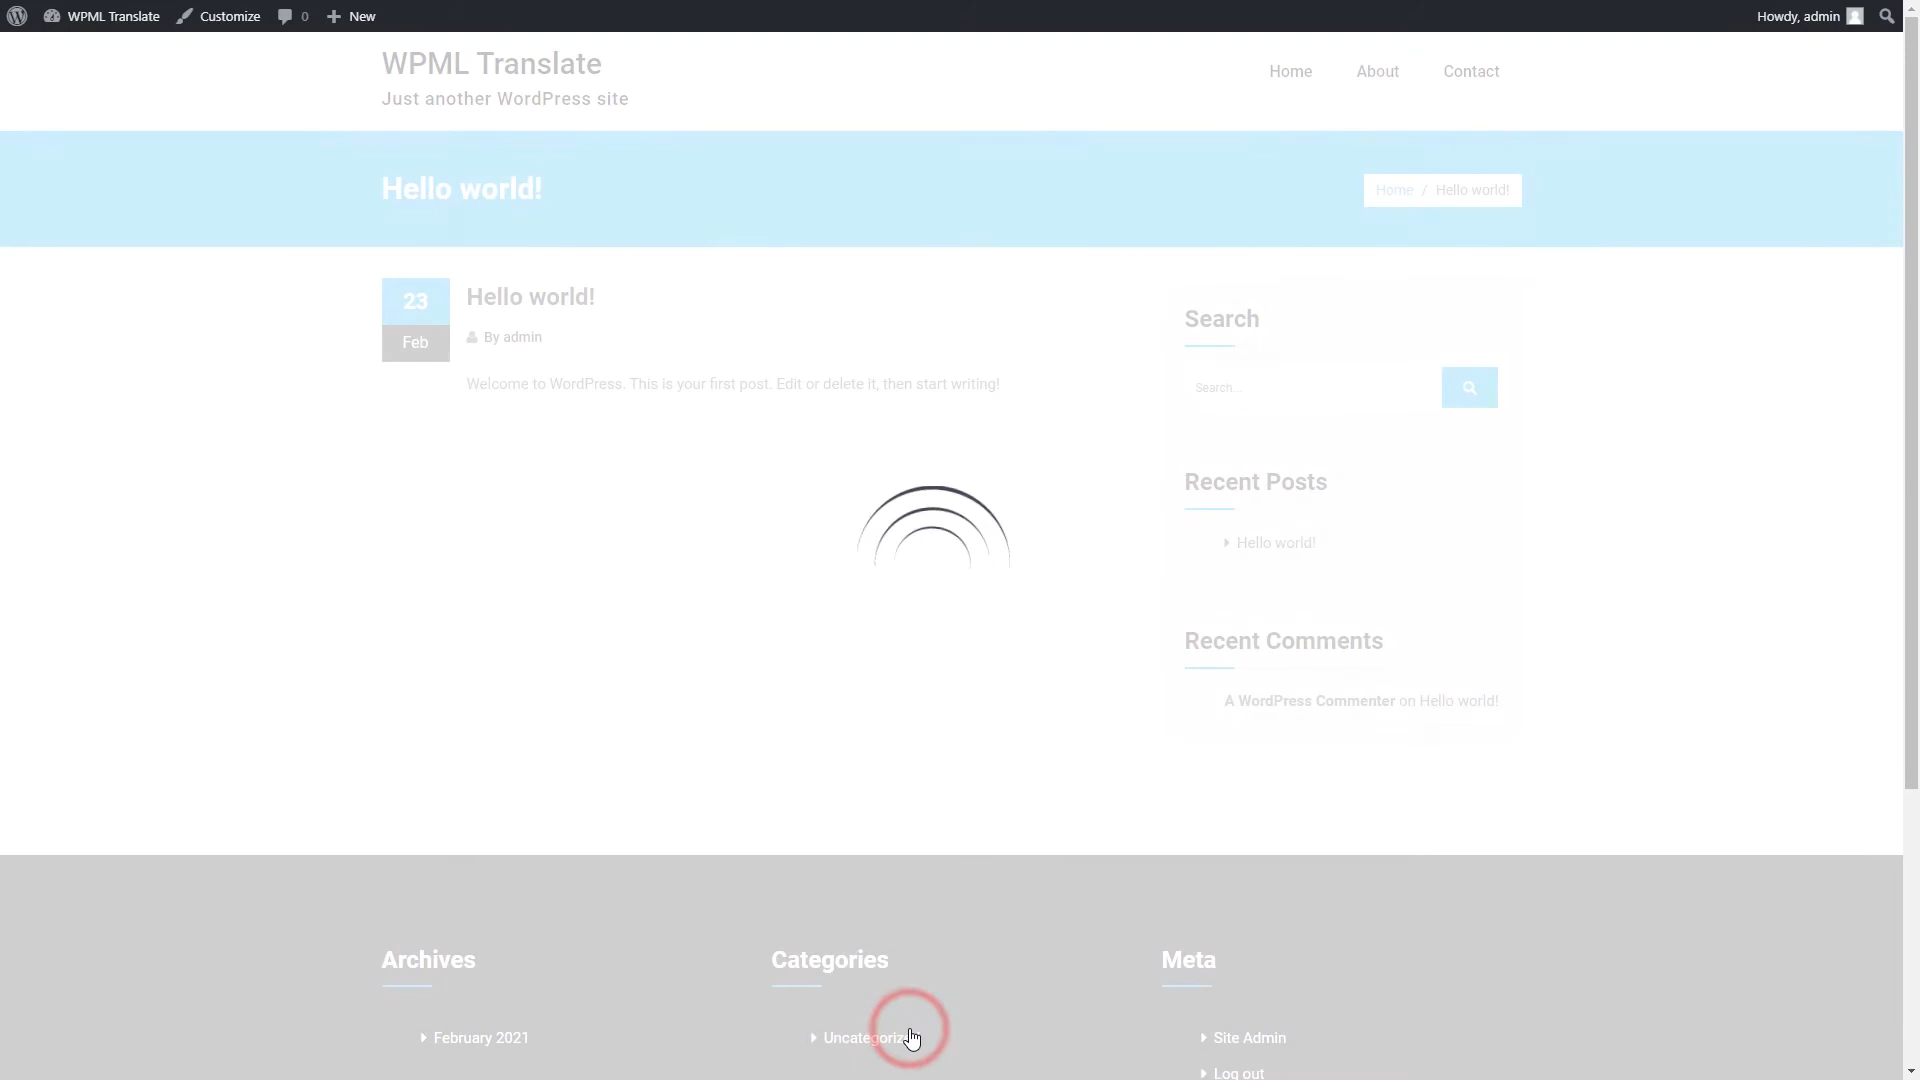 WPML Translate Customize 0 New Howdy, admin
WPML Translate
Just another WordPress site
Home About Contact
Hello world!
Home / Hello world!
23
Feb
Hello world!
By admin
Welcome to WordPress. This is your first post. Edit or delete it, then start writing!
Search
Search...
Recent Posts
Hello world!
Recent Comments
A WordPress Commenter on Hello world!
Archives
February 2021
Categories
Meta
Site Admin
Log out